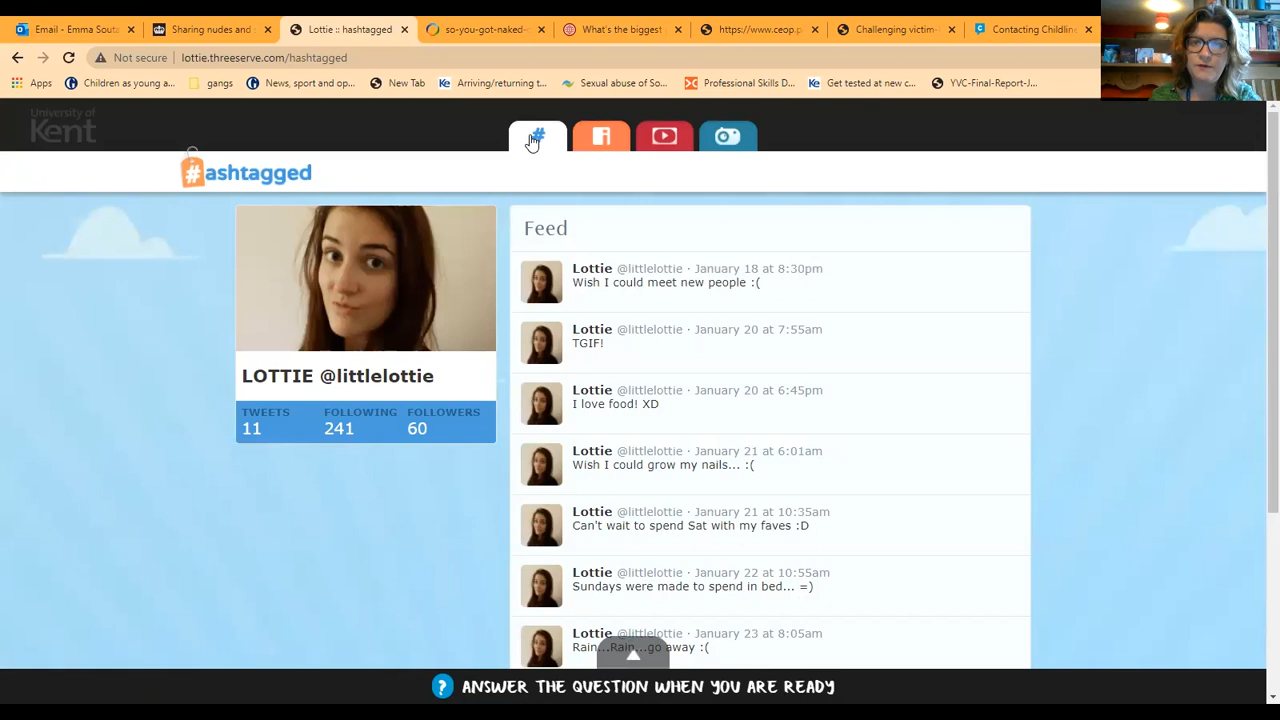 Email - Emma Souta
Sharing nudes and s
Lottie :: hashtagged
so-you-got-naked-
What's the biggest
https://www.ceop.p
Challenging victim-
Contacting Childline
Not secure
lottie.threeserve.com/hashtagged
Apps
Children as young a...
gangs
News, sport and op...
New Tab
Arriving/returning t...
Sexual abuse of So...
Professional Skills D...
Get tested at new c...
YVC-Final-Report-J...
University of
Kent
#
#ashtagged
LOTTIE @littlelottie
TWEETS FOLLOWING FOLLOWERS
11 241 60
Feed
Lottie @littlelottie · January 18 at 8:30pm
Wish I could meet new people :(
Lottie @littlelottie · January 20 at 7:55am
TGIF!
Lottie @littlelottie · January 20 at 6:45pm
I love food! XD
Lottie @littlelottie · January 21 at 6:01am
Wish I could grow my nails... :(
Lottie @littlelottie · January 21 at 10:35am
Can't wait to spend Sat with my faves :D
Lottie @littlelottie · January 22 at 10:55am
Sundays were made to spend in bed... =)
Lottie @littlelottie · January 23 at 8:05am
Rain...Rain...go away :(
? ANSWER THE QUESTION WHEN YOU ARE READY